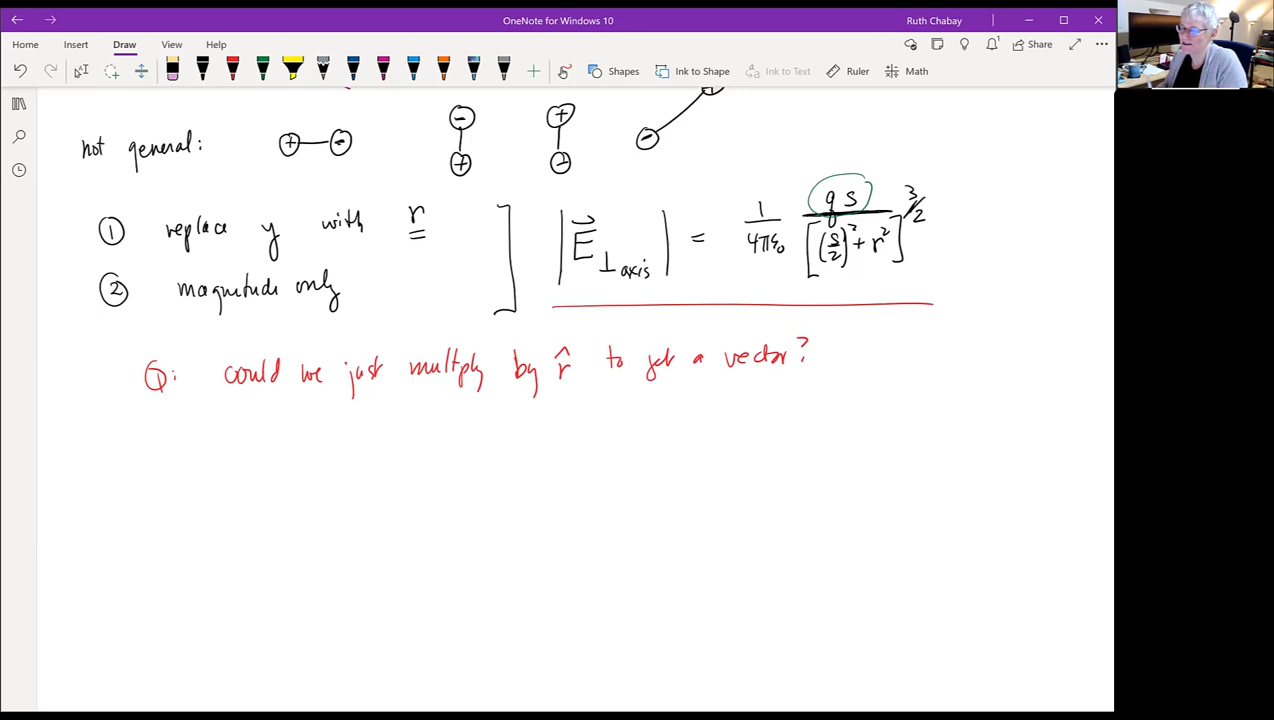 OneNote for Windows 10
Ruth Chabay
Home Insert Draw View Help
Share
Shapes Ink to Shape Ink to Text Ruler Math
not general: + - - + + - + -
① replace y with r
② magnitude only
|E⃗⊥axis| = 1/4πε₀ qs/[(s/2)² + r²]^3/2
Q: could we just multiply by r̂ to get a vector?